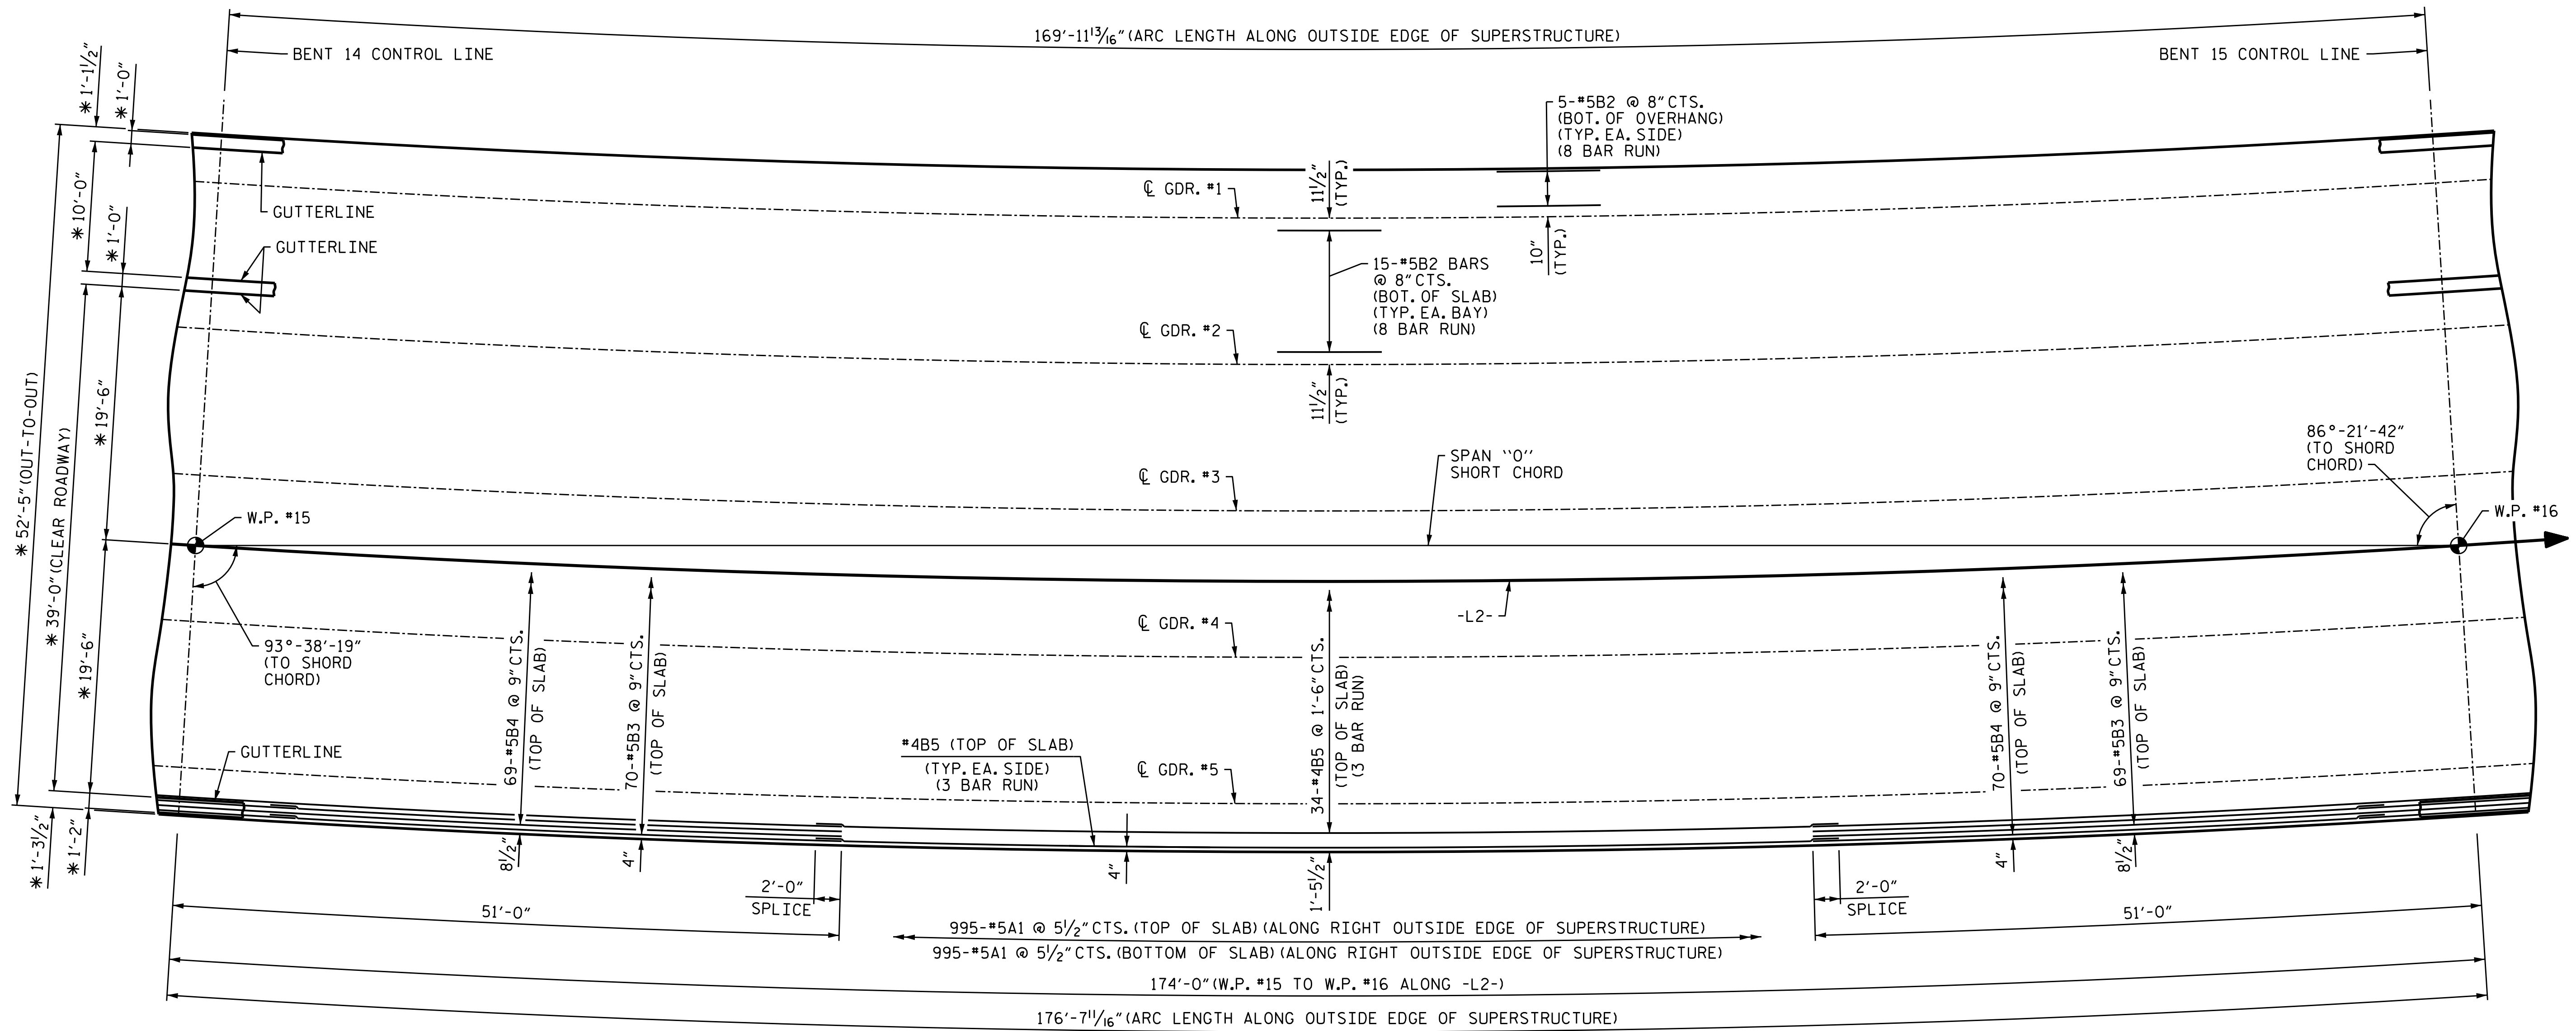 169'-11 13/16" (ARC LENGTH ALONG OUTSIDE EDGE OF SUPERSTRUCTURE)
BENT 14 CONTROL LINE
BENT 15 CONTROL LINE
*1'-1 1/2"
*1'-0"
5-#5B2 @ 8" CTS.
(BOT. OF OVERHANG)
(TYP. EA. SIDE)
(8 BAR RUN)
11 1/2"
(TYP.)
℄ GDR. #1
10"
(TYP.)
*10'-0"
GUTTERLINE
*1'-0"
GUTTERLINE
15-#5B2 BARS
@ 8" CTS.
(BOT. OF SLAB)
(TYP. EA. BAY)
(8 BAR RUN)
℄ GDR. #2
11 1/2"
(TYP.)
*52'-5" (OUT-TO-OUT)
*39'-0" (CLEAR ROADWAY)
*19'-6"
86°-21'-42"
(TO SHORD
CHORD)
SPAN ``O''
SHORT CHORD
℄ GDR. #3
W.P. #15
W.P. #16
-L2-
℄ GDR. #4
93°-38'-19"
(TO SHORD
CHORD)
*19'-6"
69-#5B4 @ 9" CTS.
(TOP OF SLAB)
70-#5B3 @ 9" CTS.
(TOP OF SLAB)
34-#4B5 @ 1'-6" CTS.
(TOP OF SLAB)
(3 BAR RUN)
70-#5B4 @ 9" CTS.
(TOP OF SLAB)
69-#5B3 @ 9" CTS.
(TOP OF SLAB)
GUTTERLINE
#4B5 (TOP OF SLAB)
(TYP. EA. SIDE)
(3 BAR RUN)
℄ GDR. #5
*1'-3 1/2"
*1'-2"
8 1/2"
4"
4"
1'-5 1/2"
4"
8 1/2"
2'-0"
SPLICE
2'-0"
SPLICE
51'-0"
51'-0"
995-#5A1 @ 5 1/2" CTS. (TOP OF SLAB) (ALONG RIGHT OUTSIDE EDGE OF SUPERSTRUCTURE)
995-#5A1 @ 5 1/2" CTS. (BOTTOM OF SLAB) (ALONG RIGHT OUTSIDE EDGE OF SUPERSTRUCTURE)
174'-0" (W.P. #15 TO W.P. #16 ALONG -L2-)
176'-7 11/16" (ARC LENGTH ALONG OUTSIDE EDGE OF SUPERSTRUCTURE)